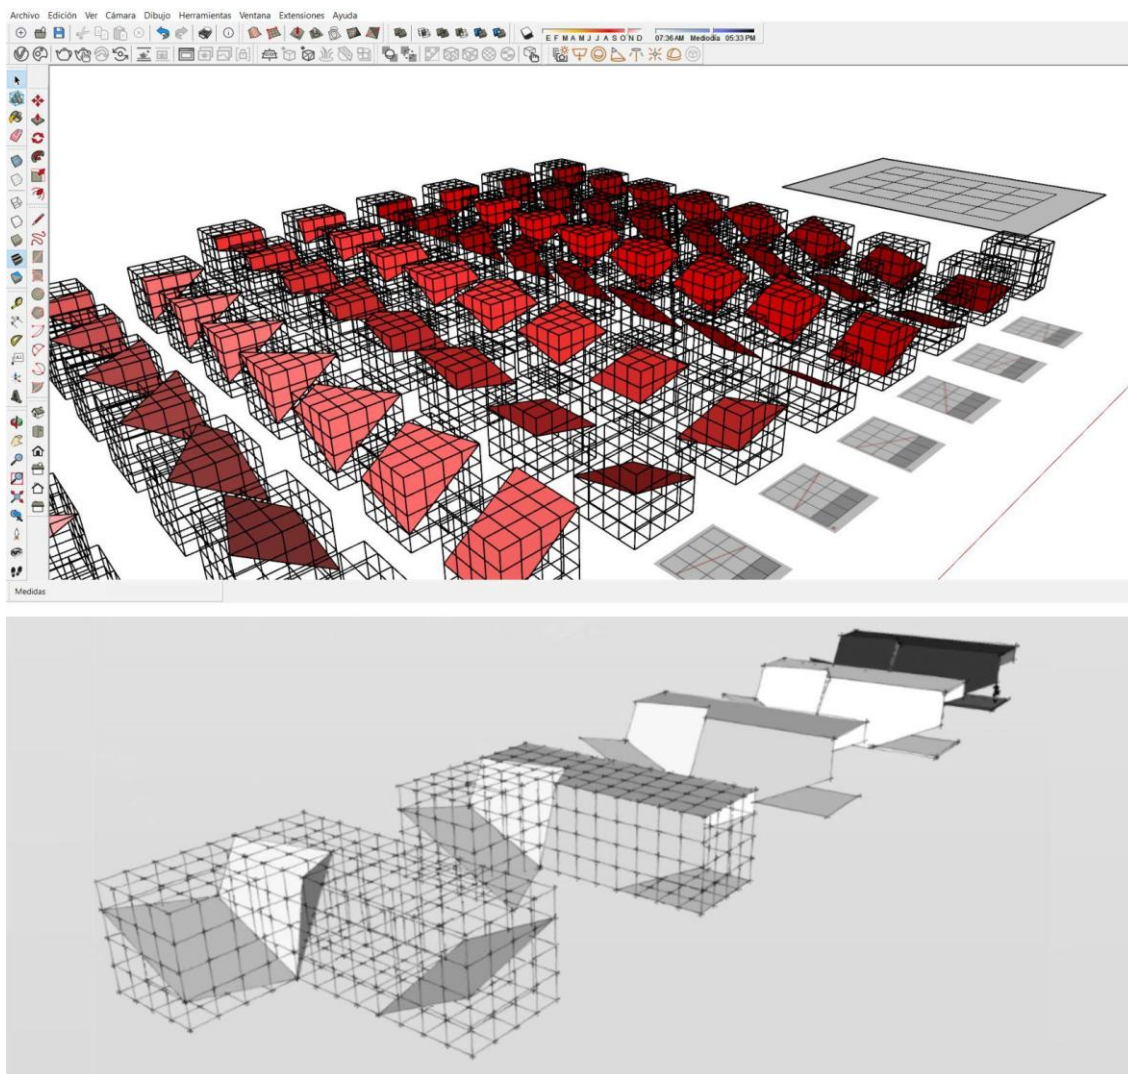 Archivo Edición Ver Cámara Dibujo Herramientas Ventana Extensiones Ayuda
E F M A M J J A S O N D 07:36 AM Mediodía 05:33 PM
Medidas